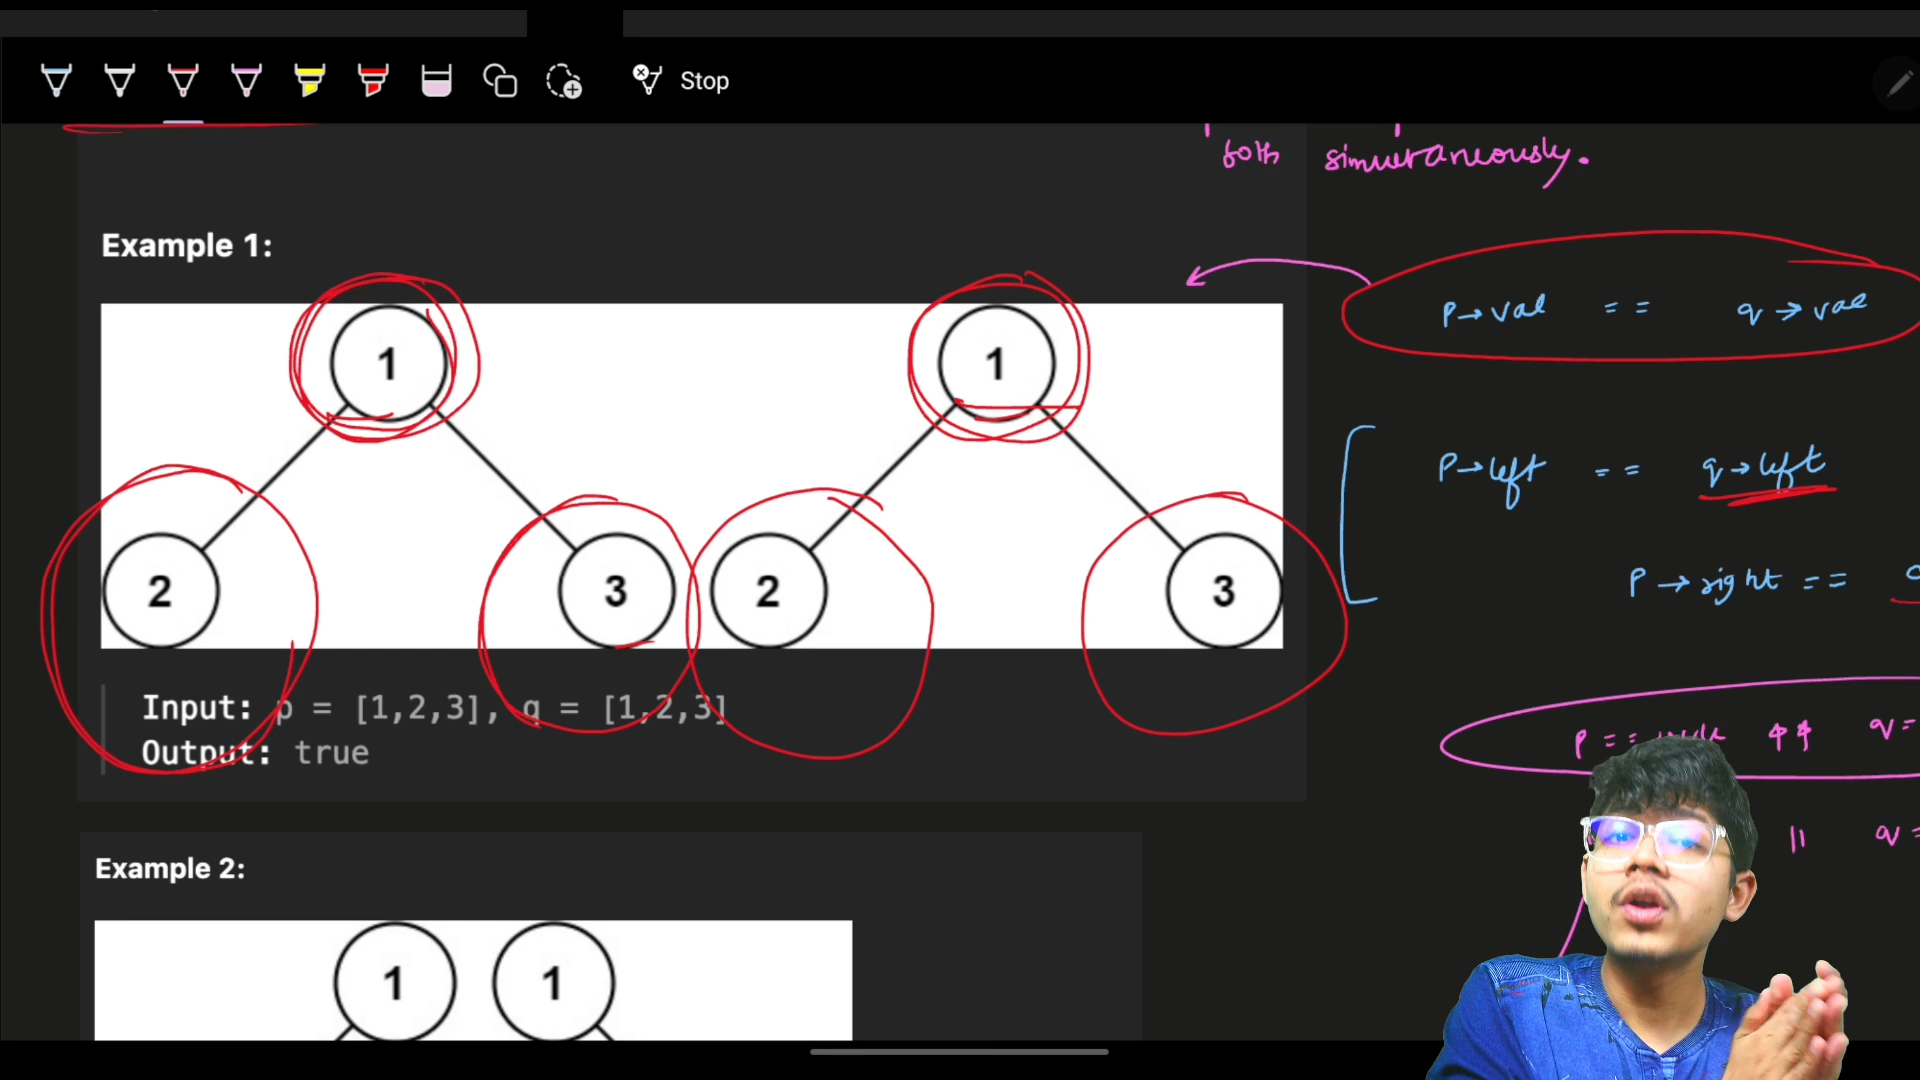 Stop
both simultaneously.
Example 1:
1 1
P→val == q→val
P→left == q→left
2 3 2 3
P→right ==
Input: p = [1,2,3], q = [1,2,3]
Output: true
P == q=
|| q=
Example 2:
1 1